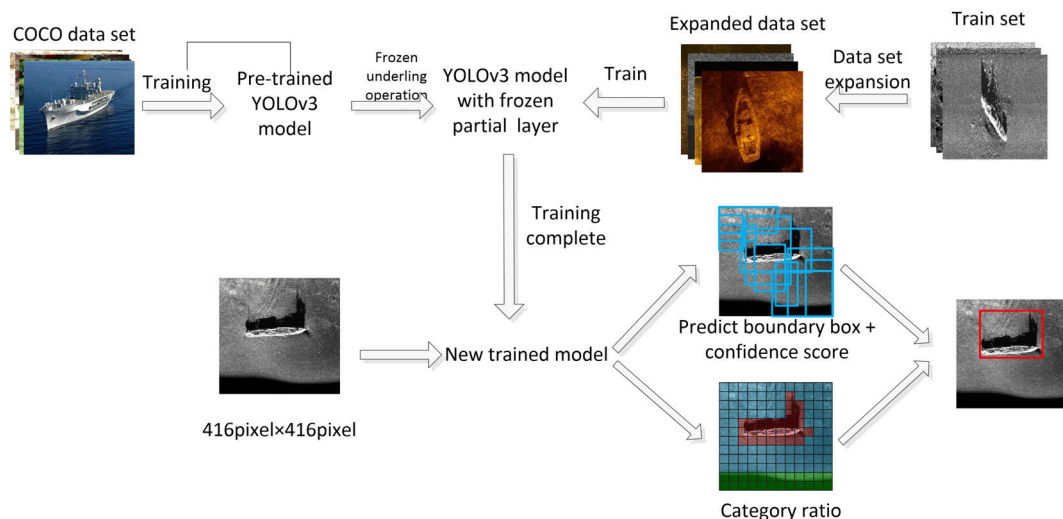 COCO data set
Training
Pre-trained
YOLOv3
model
Frozen
underling
operation
YOLOv3 model
with frozen
partial layer
Train
Expanded data set
Data set
expansion
Train set
Training
complete
416pixel×416pixel
New trained model
Predict boundary box +
confidence score
Category ratio